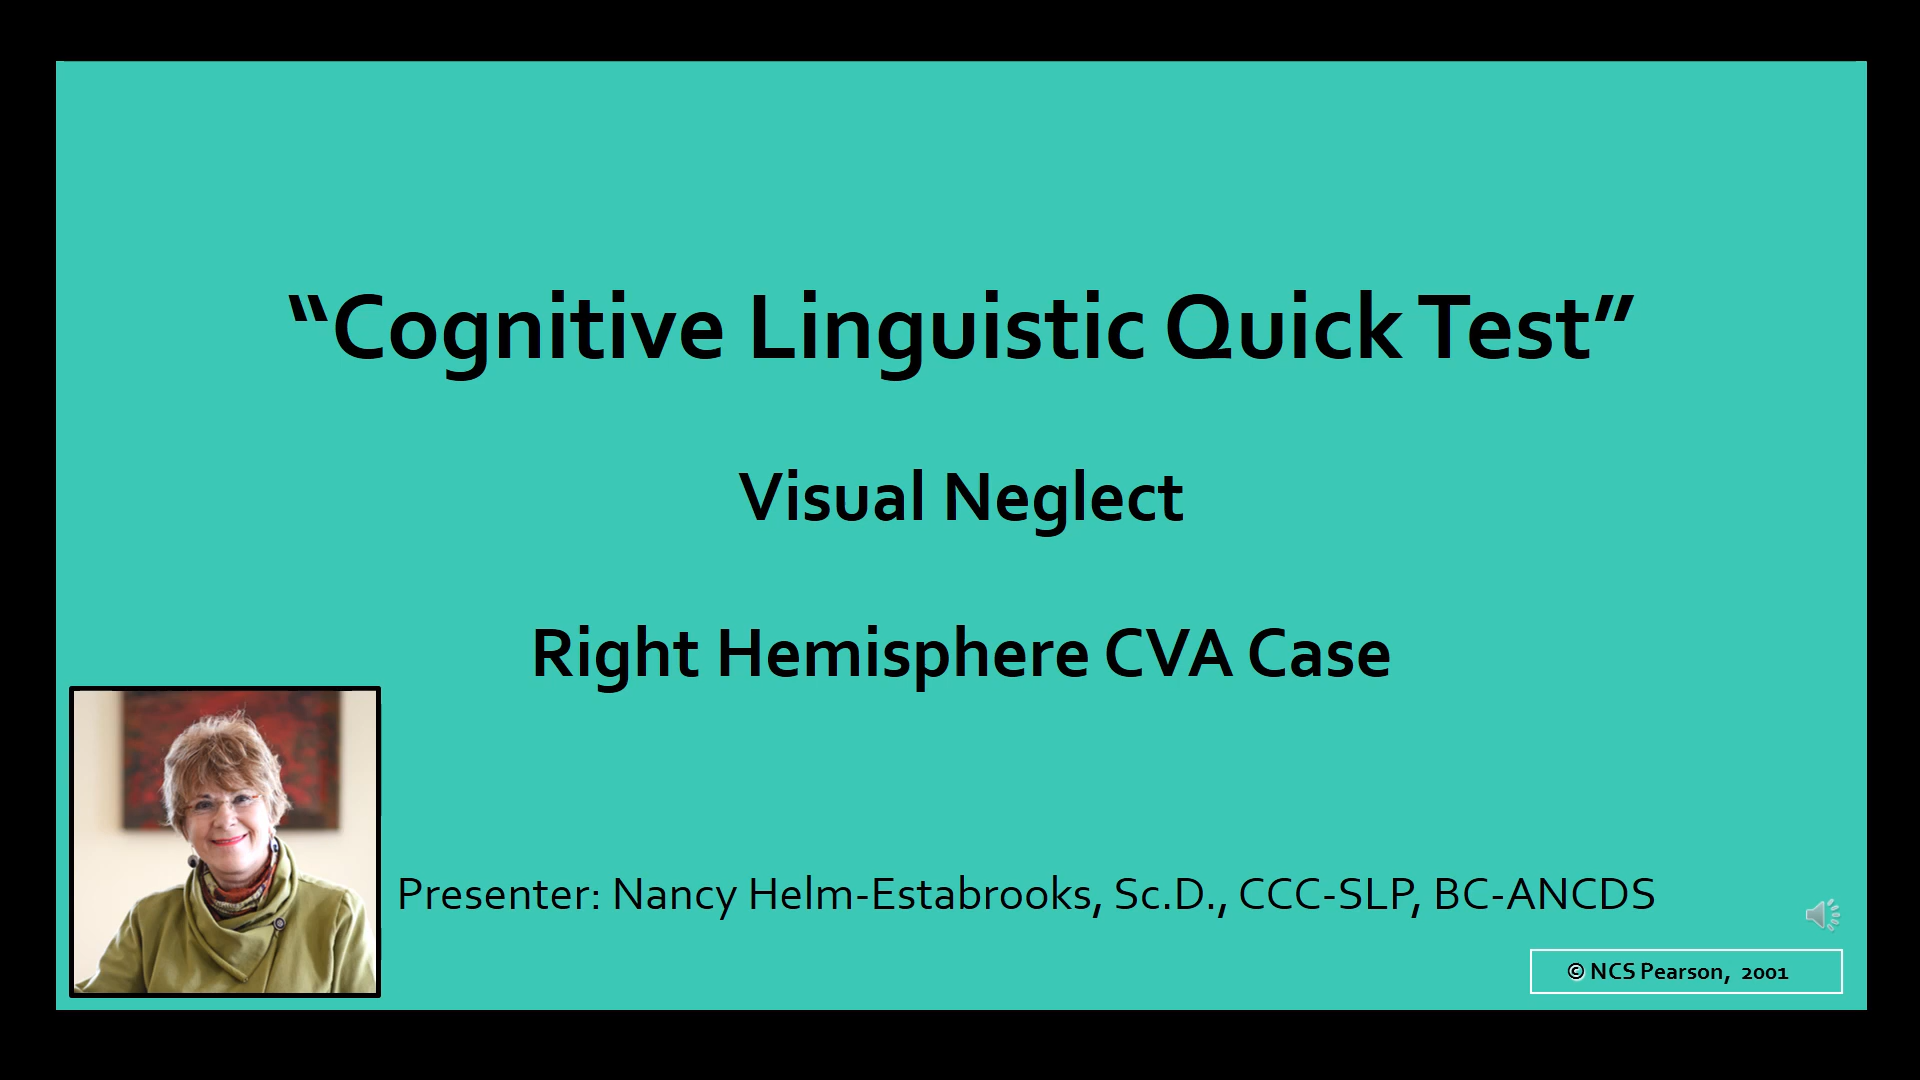 “Cognitive Linguistic Quick Test”
Visual Neglect
Right Hemisphere CVA Case
Presenter: Nancy Helm-Estabrooks, Sc.D., CCC-SLP, BC-ANCDS
© NCS Pearson, 2001